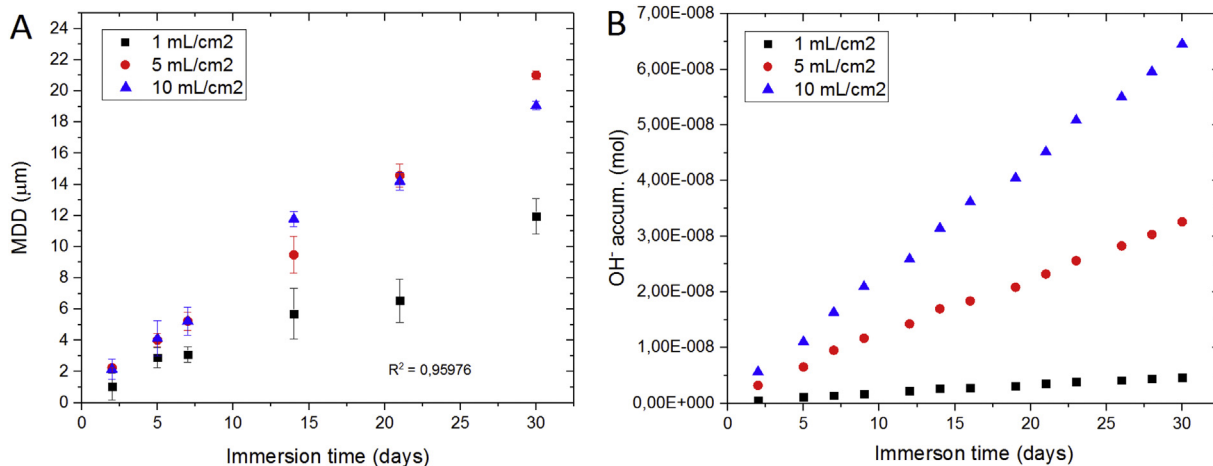 A
24
22
20
18
16
14
12
10
8
6
4
2
0
MDD (μm)
1 mL/cm2
5 mL/cm2
10 mL/cm2
R² = 0,95976
0 5 10 15 20 25 30
Immersion time (days)
B
7,00E-008
6,00E-008
5,00E-008
4,00E-008
3,00E-008
2,00E-008
1,00E-008
0,00E+000
OH⁻ accum. (mol)
1 mL/cm2
5 mL/cm2
10 mL/cm2
0 5 10 15 20 25 30
Immerson time (days)